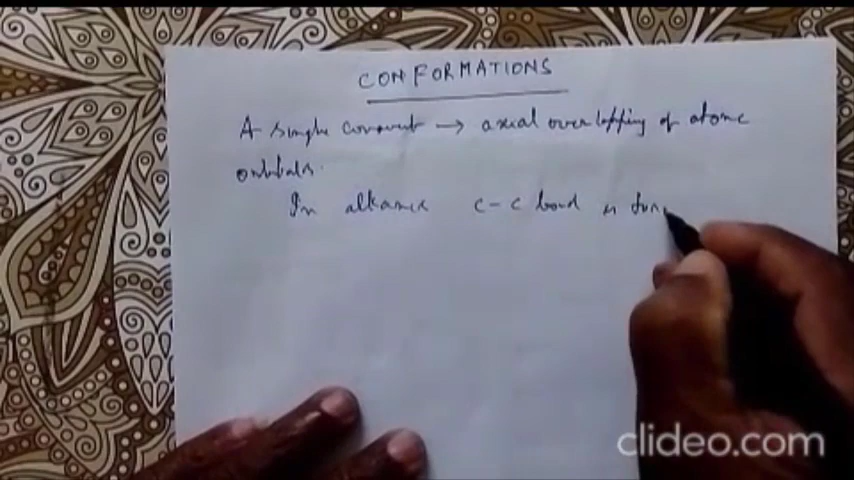 CONFORMATIONS
A single covalent → axial overlapping of atomic
orbitals.
In alkanes C-C bond is
clideo.com